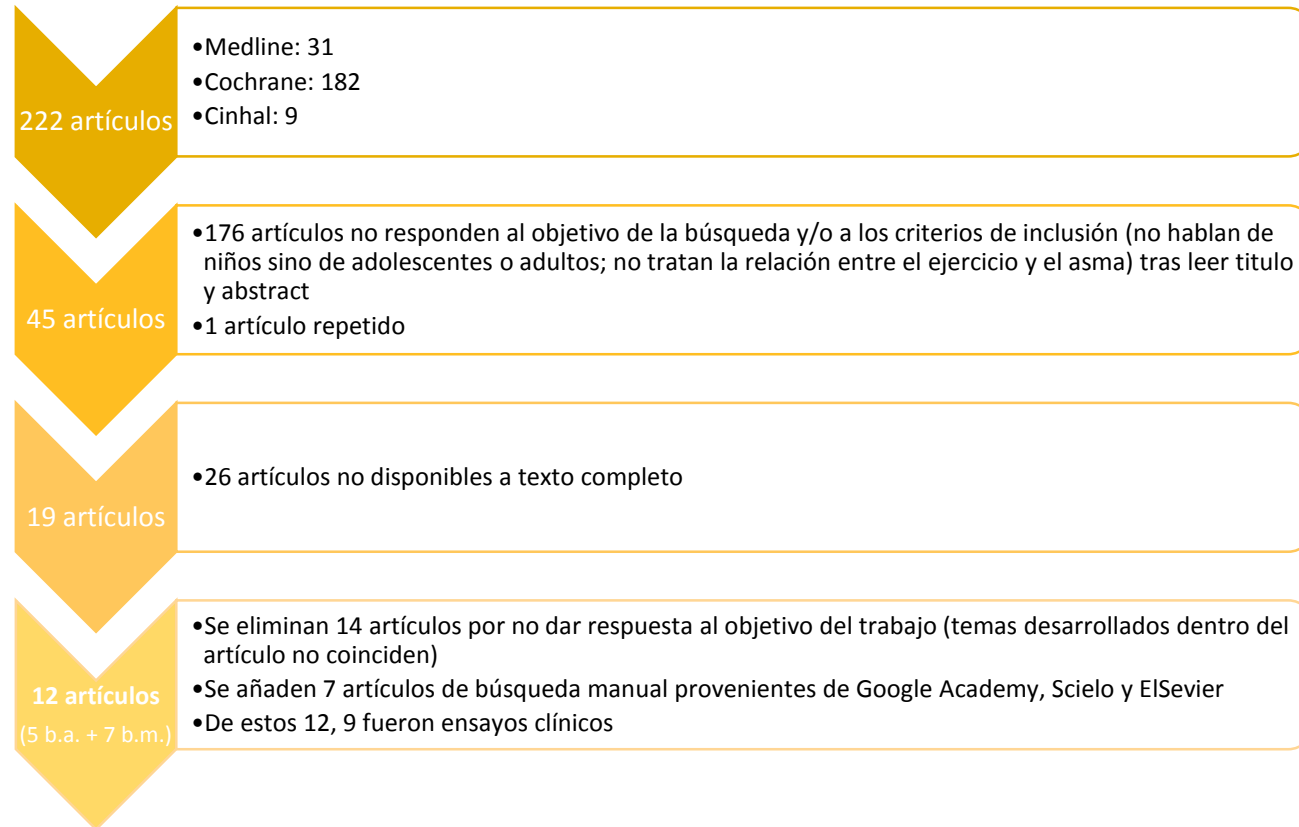 222 artículos
•Medline: 31
•Cochrane: 182
•Cinhal: 9
45 artículos
•176 artículos no responden al objetivo de la búsqueda y/o a los criterios de inclusión (no hablan de
niños sino de adolescentes o adultos; no tratan la relación entre el ejercicio y el asma) tras leer titulo
y abstract
•1 artículo repetido
19 artículos
•26 artículos no disponibles a texto completo
12 artículos
(5 b.a. + 7 b.m.)
•Se eliminan 14 artículos por no dar respuesta al objetivo del trabajo (temas desarrollados dentro del
artículo no coinciden)
•Se añaden 7 artículos de búsqueda manual provenientes de Google Academy, Scielo y ElSevier
•De estos 12, 9 fueron ensayos clínicos